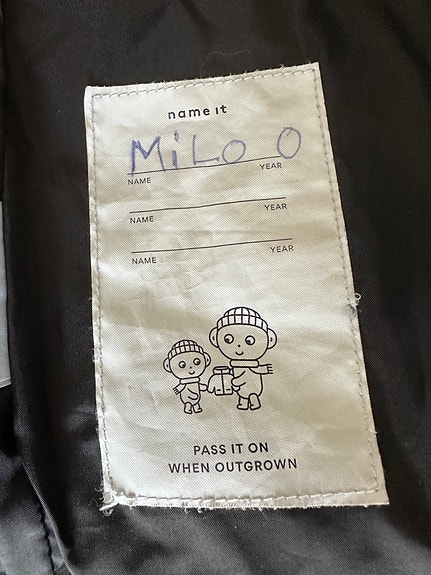 name it
MiLO O
NAME YEAR
NAME YEAR
NAME YEAR
PASS IT ON
WHEN OUTGROWN